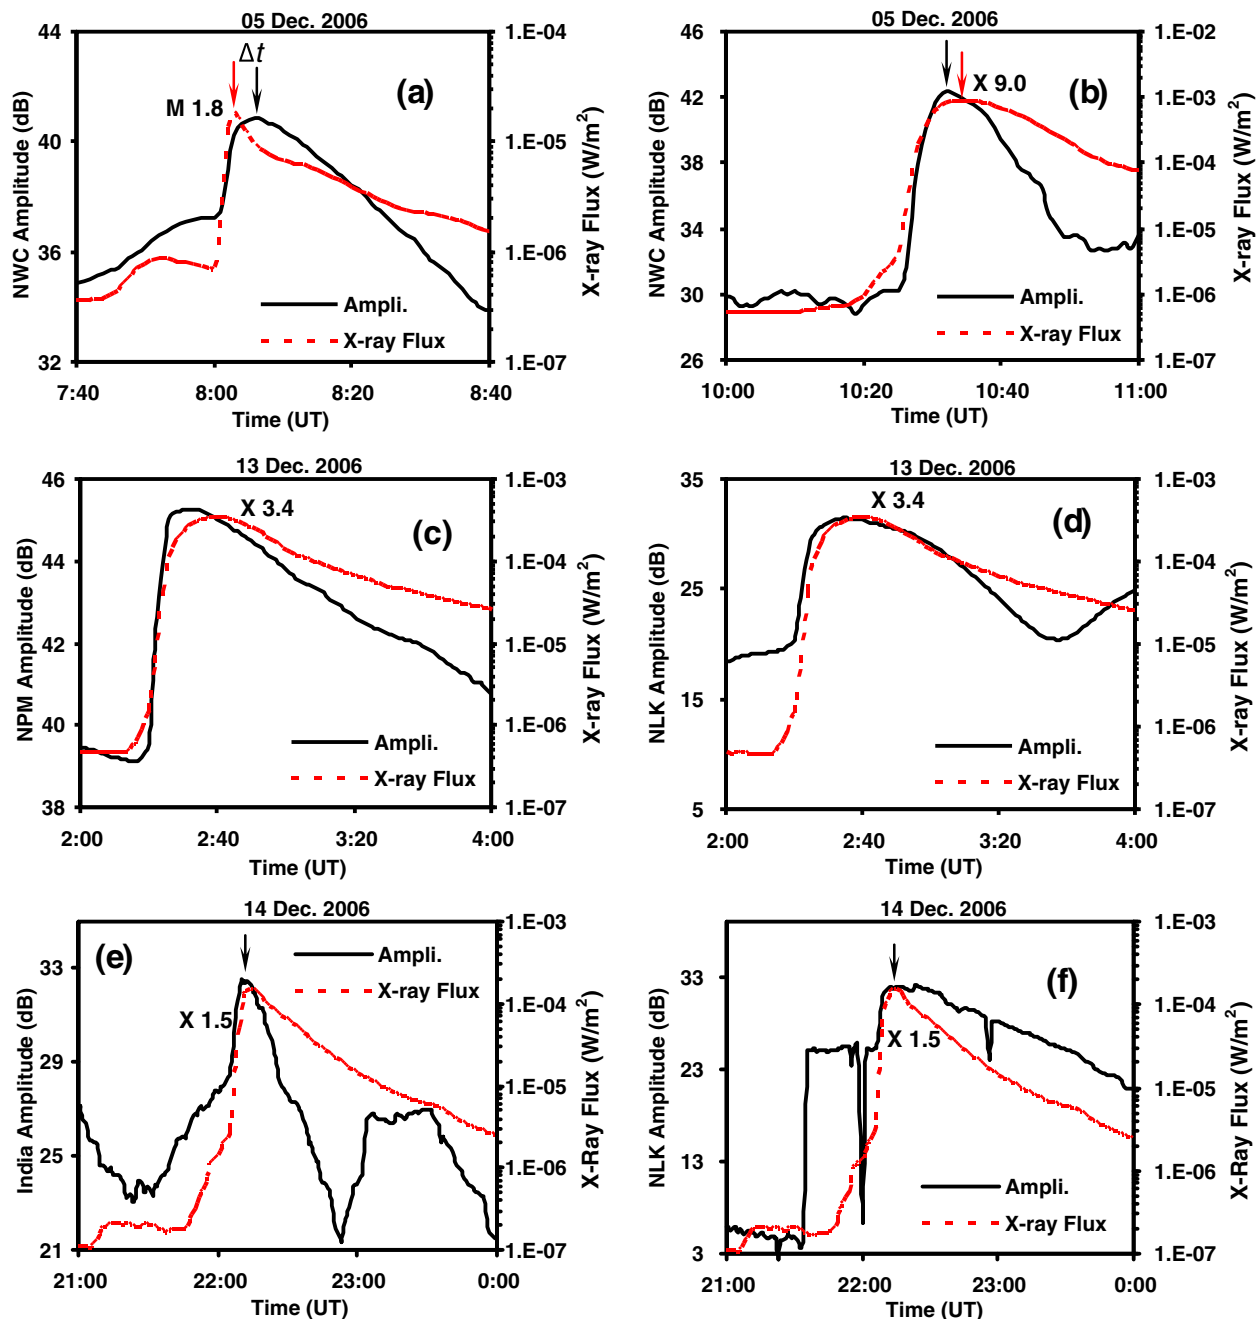 05 Dec. 2006
44
40
36
32
NWC Amplitude (dB)
Δt
M 1.8
(a)
Ampli.
X-ray Flux
1.E-04
1.E-05
1.E-06
1.E-07
X-ray Flux (W/m²)
7:40
8:00
8:20
8:40
Time (UT)
05 Dec. 2006
46
42
38
34
30
26
NWC Amplitude (dB)
X 9.0
(b)
Ampli.
X-ray Flux
1.E-02
1.E-03
1.E-04
1.E-05
1.E-06
1.E-07
X-ray Flux (W/m²)
10:00
10:20
10:40
11:00
Time (UT)
13 Dec. 2006
46
44
42
40
38
NPM Amplitude (dB)
X 3.4
(c)
Ampli.
X-ray Flux
1.E-03
1.E-04
1.E-05
1.E-06
1.E-07
X-ray Flux (W/m²)
2:00
2:40
3:20
4:00
Time (UT)
13 Dec. 2006
35
25
15
5
NLK Amplitude (dB)
X 3.4
(d)
Ampli.
X-ray Flux
1.E-03
1.E-04
1.E-05
1.E-06
1.E-07
X-ray Flux (W/m²)
2:00
2:40
3:20
4:00
Time (UT)
14 Dec. 2006
33
29
25
21
India Amplitude (dB)
(e)
X 1.5
Ampli.
X-ray Flux
1.E-03
1.E-04
1.E-05
1.E-06
1.E-07
X-Ray Flux (W/m²)
21:00
22:00
23:00
0:00
Time (UT)
14 Dec. 2006
33
23
13
3
NLK Amplitude (dB)
(f)
X 1.5
Ampli.
X-ray Flux
1.E-03
1.E-04
1.E-05
1.E-06
1.E-07
X-Ray Flux (W/m²)
21:00
22:00
23:00
0:00
Time (UT)